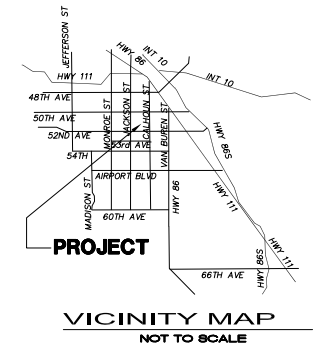 JEFFERSON ST
HWY 86
INT 10
HWY 111
INT 10
48TH AVE
MONROE ST
JACKSON ST
CALHOUN ST
50TH AVE
52ND AVE
53rd AVE
VAN BUREN ST
HWY 86S
54TH
AIRPORT BLVD
MADISON ST
60TH AVE
HWY 86
HWY 111
PROJECT
HWY 111
66TH AVE
HWY 86S
VICINITY MAP
NOT TO SCALE